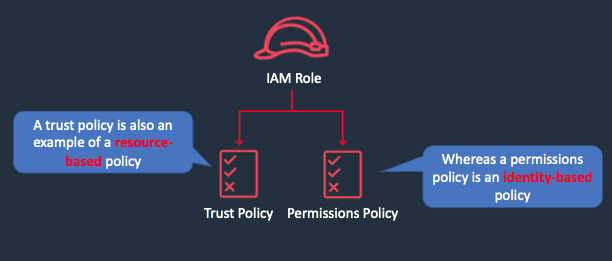 IAM Role
A trust policy is also an
example of a resource-
based policy
Whereas a permissions
policy is an identity-based
policy
Trust Policy
Permissions Policy